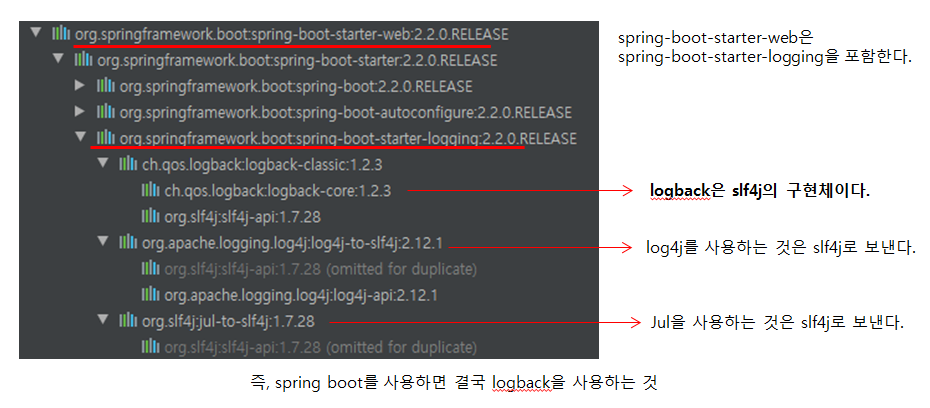 org.springframework.boot:spring-boot-starter-web:2.2.0.RELEASE
org.springframework.boot:spring-boot-starter:2.2.0.RELEASE
org.springframework.boot:spring-boot:2.2.0.RELEASE
org.springframework.boot:spring-boot-autoconfigure:2.2.0.RELEASE
org.springframework.boot:spring-boot-starter-logging:2.2.0.RELEASE
ch.qos.logback:logback-classic:1.2.3
ch.qos.logback:logback-core:1.2.3
org.slf4j:slf4j-api:1.7.28
org.apache.logging.log4j:log4j-to-slf4j:2.12.1
org.slf4j:slf4j-api:1.7.28 (omitted for duplicate)
org.apache.logging.log4j:log4j-api:2.12.1
org.slf4j:jul-to-slf4j:1.7.28
org.slf4j:slf4j-api:1.7.28 (omitted for duplicate)
spring-boot-starter-web은
spring-boot-starter-logging을 포함한다.
logback은 slf4j의 구현체이다.
log4j를 사용하는 것은 slf4j로 보낸다.
Jul을 사용하는 것은 slf4j로 보낸다.
즉, spring boot를 사용하면 결국 logback을 사용하는 것